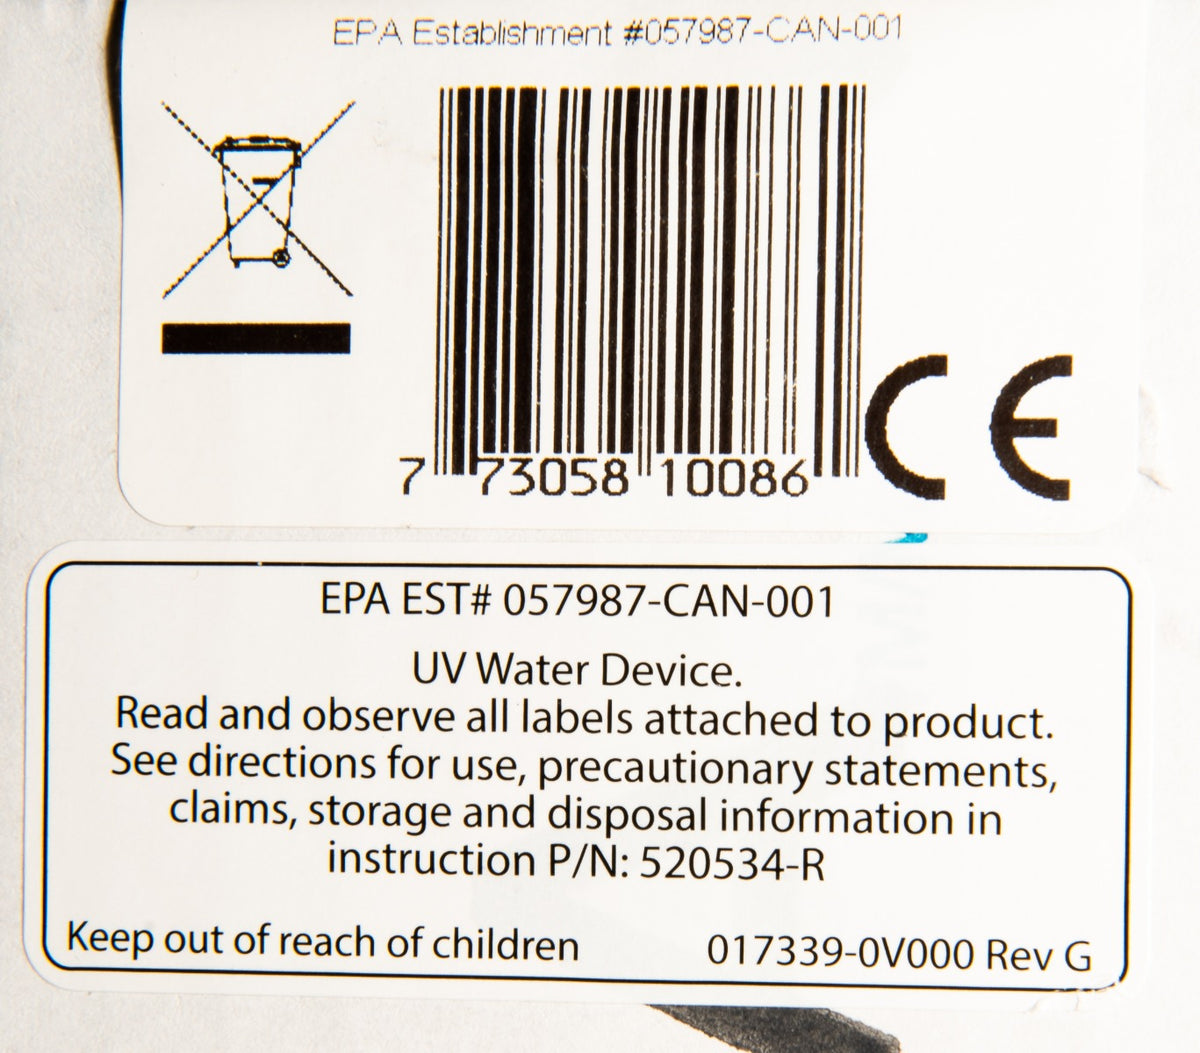 EPA Establishment #057987-CAN-001
7 73058 10086
CE
EPA EST# 057987-CAN-001
UV Water Device.
Read and observe all labels attached to product.
See directions for use, precautionary statements,
claims, storage and disposal information in
instruction P/N: 520534-R
Keep out of reach of children 017339-0V000 Rev G